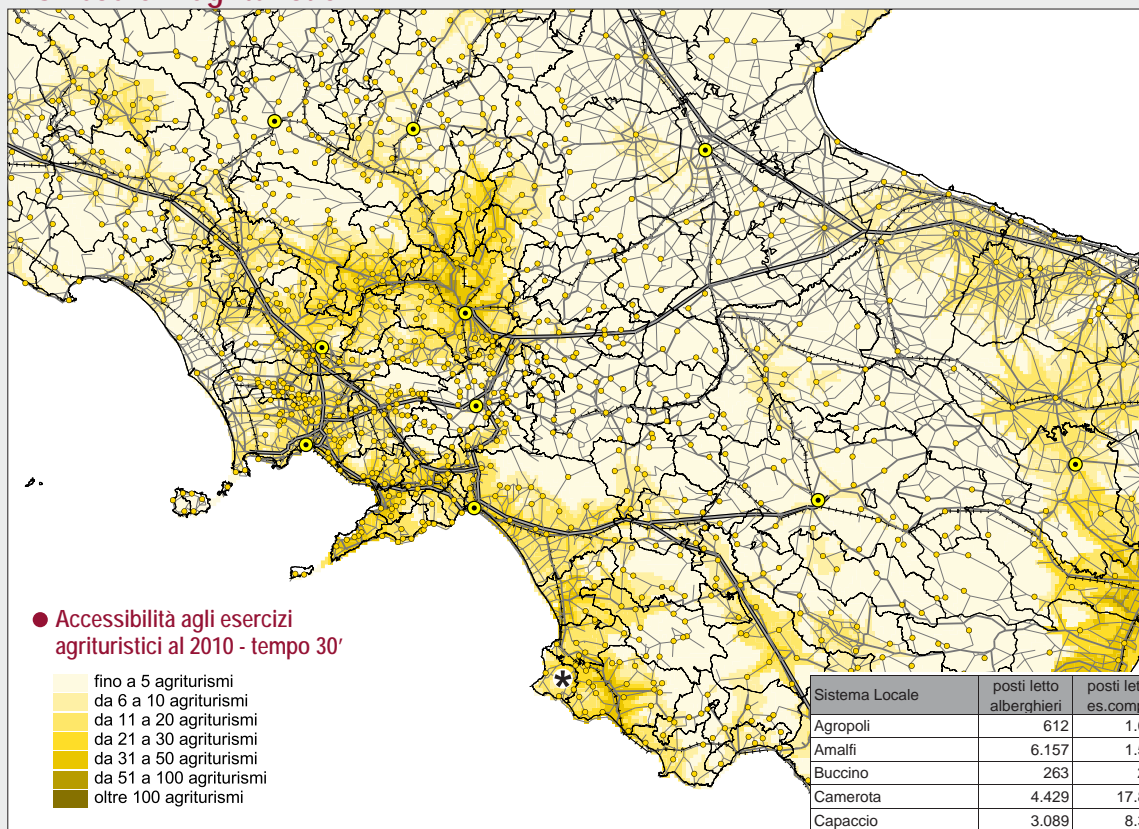 ● Accessibilità agli esercizi
agrituristici al 2010 - tempo 30'
fino a 5 agriturismi
da 6 a 10 agriturismi
da 11 a 20 agriturismi
da 21 a 30 agriturismi
da 31 a 50 agriturismi
da 51 a 100 agriturismi
oltre 100 agriturismi
*
Sistema Locale posti letto alberghieri posti
Agropoli 612
Amalfi 6.157
Buccino 263
Camerota 4.429
Capaccio 3.089